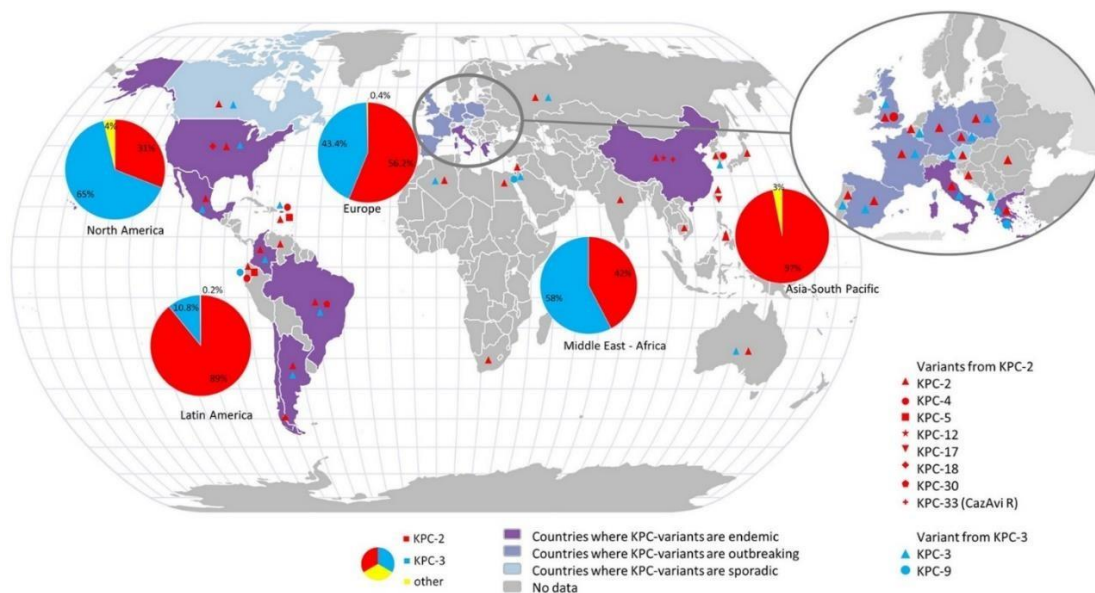 4%
31%
65%
North America
0.4%
43.4%
56.2%
Europe
3%
97%
Asia-South Pacific
0.2%
10.8%
89%
Latin America
58%
42%
Middle East - Africa
Variants from KPC-2
KPC-2
KPC-4
KPC-5
KPC-12
KPC-17
KPC-18
KPC-30
KPC-33 (CazAvi R)
Variant from KPC-3
KPC-3
KPC-9
KPC-2
KPC-3
other
Countries where KPC-variants are endemic
Countries where KPC-variants are outbreaking
Countries where KPC-variants are sporadic
No data